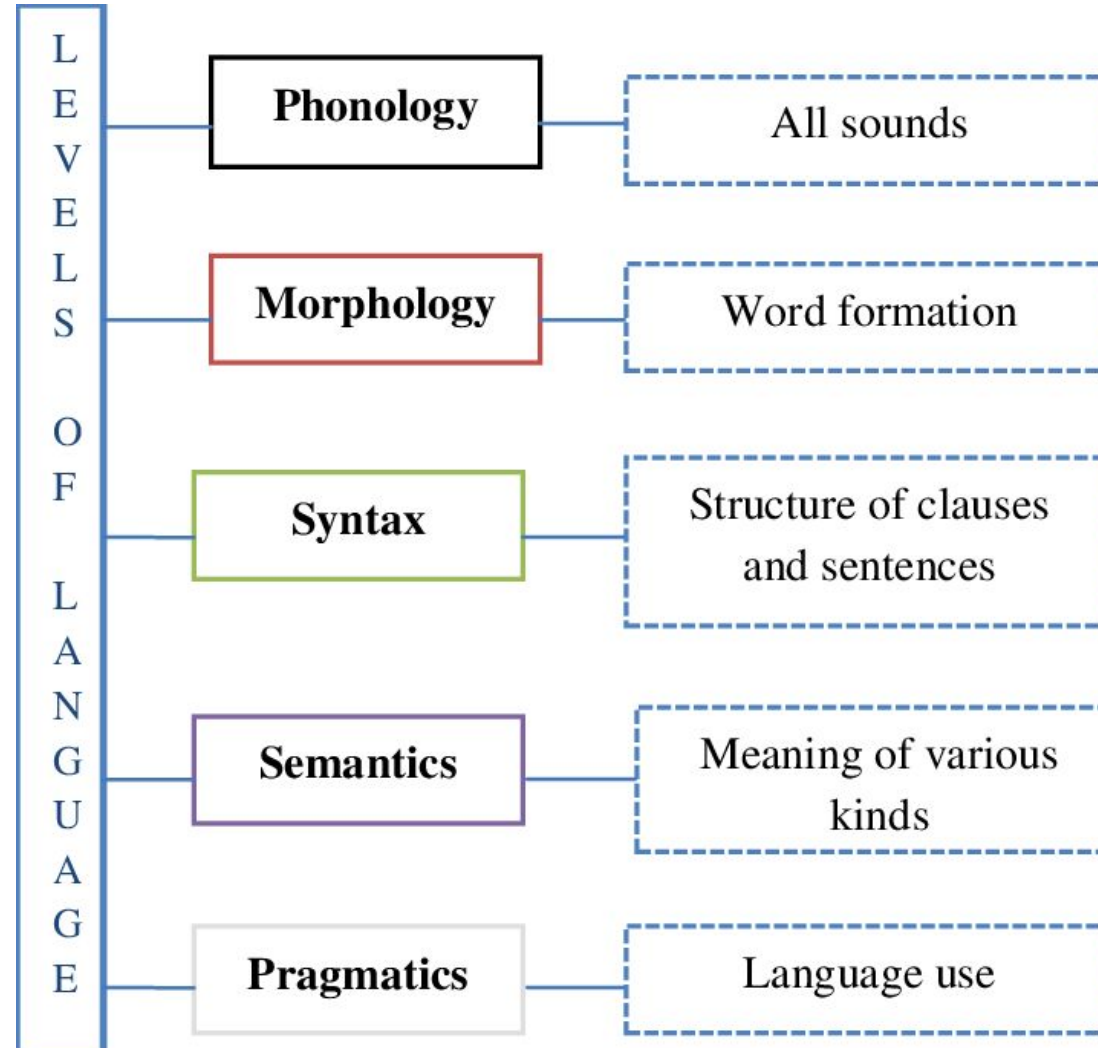 LEVELS OF LANGUAGE
Phonology
All sounds
Morphology
Word formation
Syntax
Structure of clauses
and sentences
Semantics
Meaning of various
kinds
Pragmatics
Language use